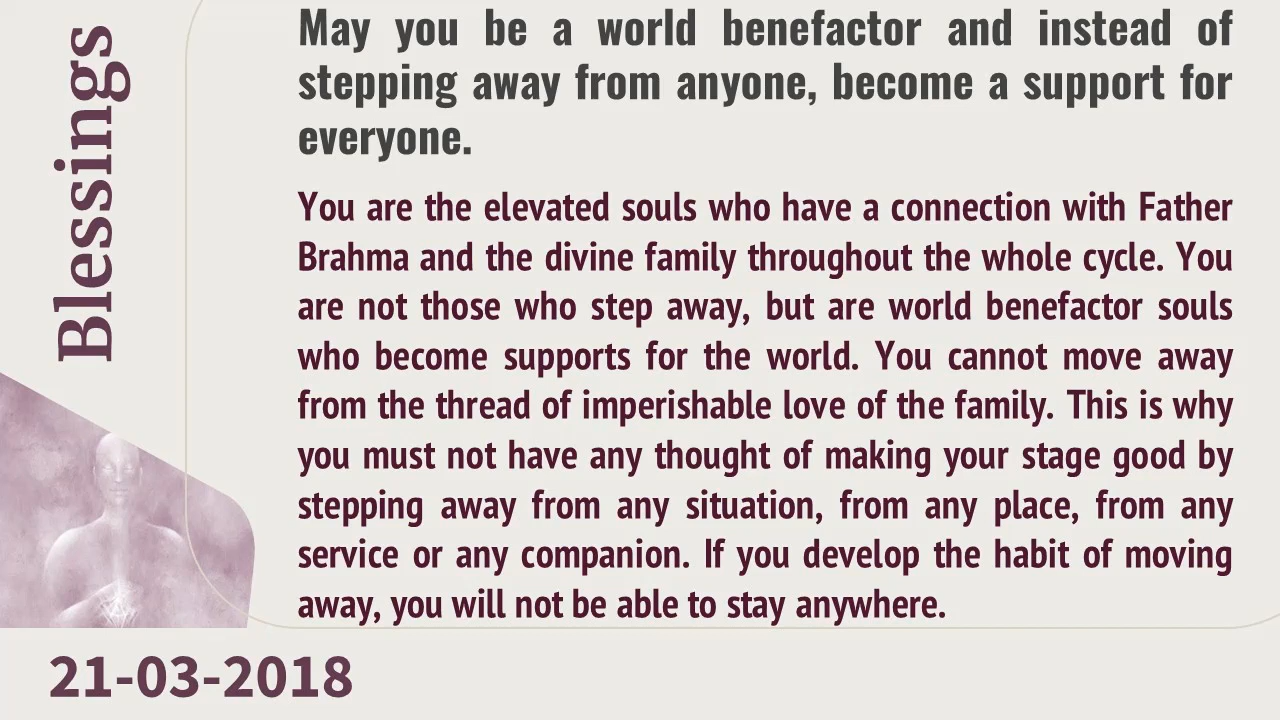 Blessings
May you be a world benefactor and instead of
stepping away from anyone, become a support for
everyone.
You are the elevated souls who have a connection with Father
Brahma and the divine family throughout the whole cycle. You
are not those who step away, but are world benefactor souls
who become supports for the world. You cannot move away
from the thread of imperishable love of the family. This is why
you must not have any thought of making your stage good by
stepping away from any situation, from any place, from any
service or any companion. If you develop the habit of moving
away, you will not be able to stay anywhere.
21-03-2018